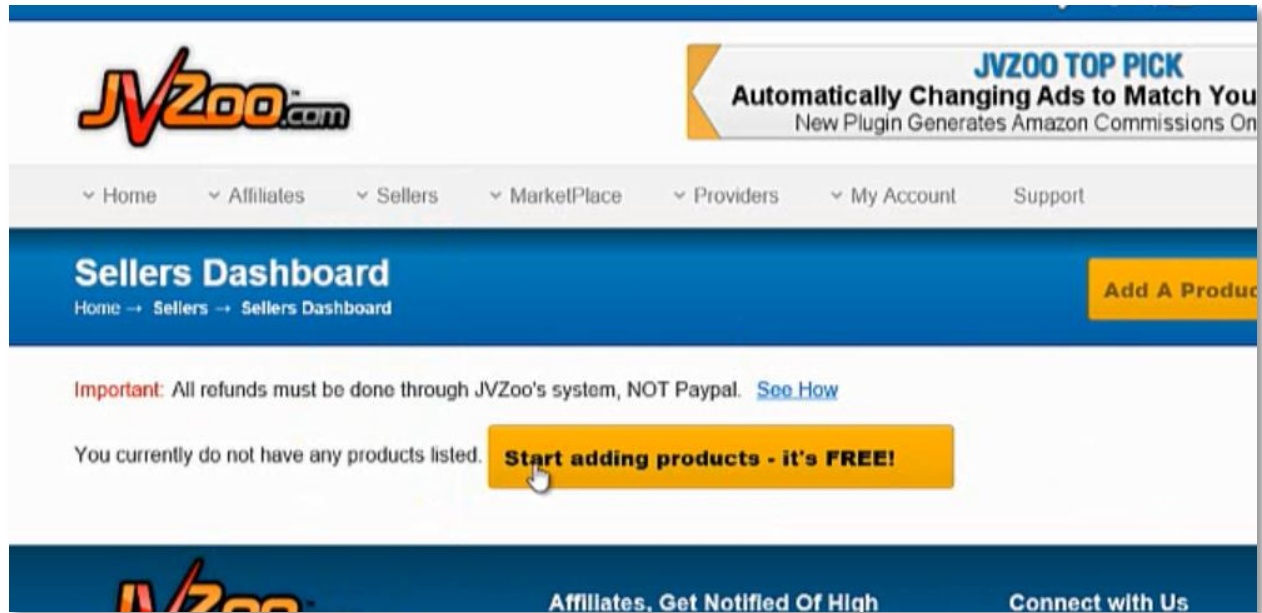 JVZoo.com
JVZOO TOP PICK
Automatically Changing Ads to Match You
New Plugin Generates Amazon Commissions On
Home Affiliates Sellers MarketPlace Providers My Account Support
Sellers Dashboard
Home → Sellers → Sellers Dashboard
Add A Produc
Important: All refunds must be done through JVZoo's system, NOT Paypal. See How
You currently do not have any products listed. Start adding products - it's FREE!
JVZoo
Affiliates, Get Notified Of High
Connect with Us